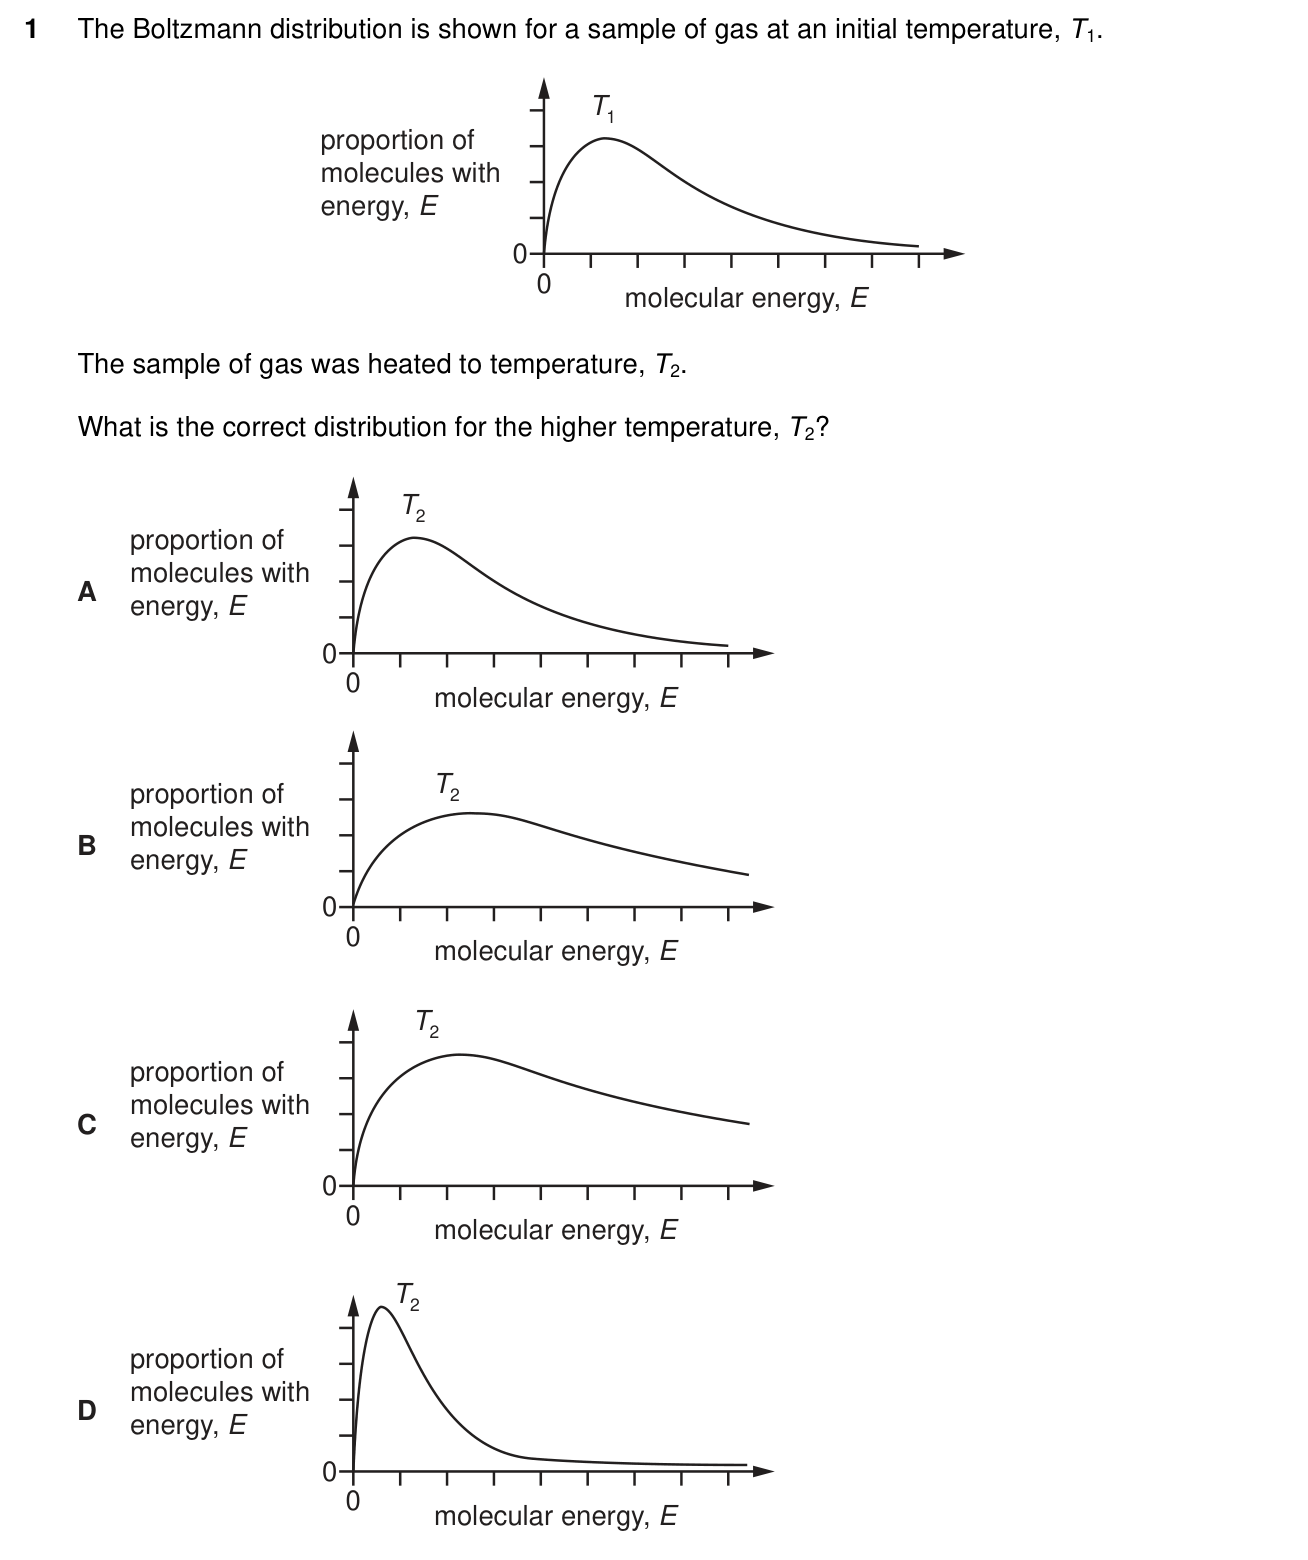 1 The Boltzmann distribution is shown for a sample of gas at an initial temperature, T₁.
T₁
proportion of
molecules with
energy, E
0
0
molecular energy, E
The sample of gas was heated to temperature, T₂.
What is the correct distribution for the higher temperature, T₂?
T₂
proportion of
molecules with
A
energy, E
0
0
molecular energy, E
T₂
proportion of
molecules with
B
energy, E
0
0
molecular energy, E
T₂
proportion of
molecules with
C
energy, E
0
0
molecular energy, E
T₂
proportion of
molecules with
D
energy, E
0
0
molecular energy, E